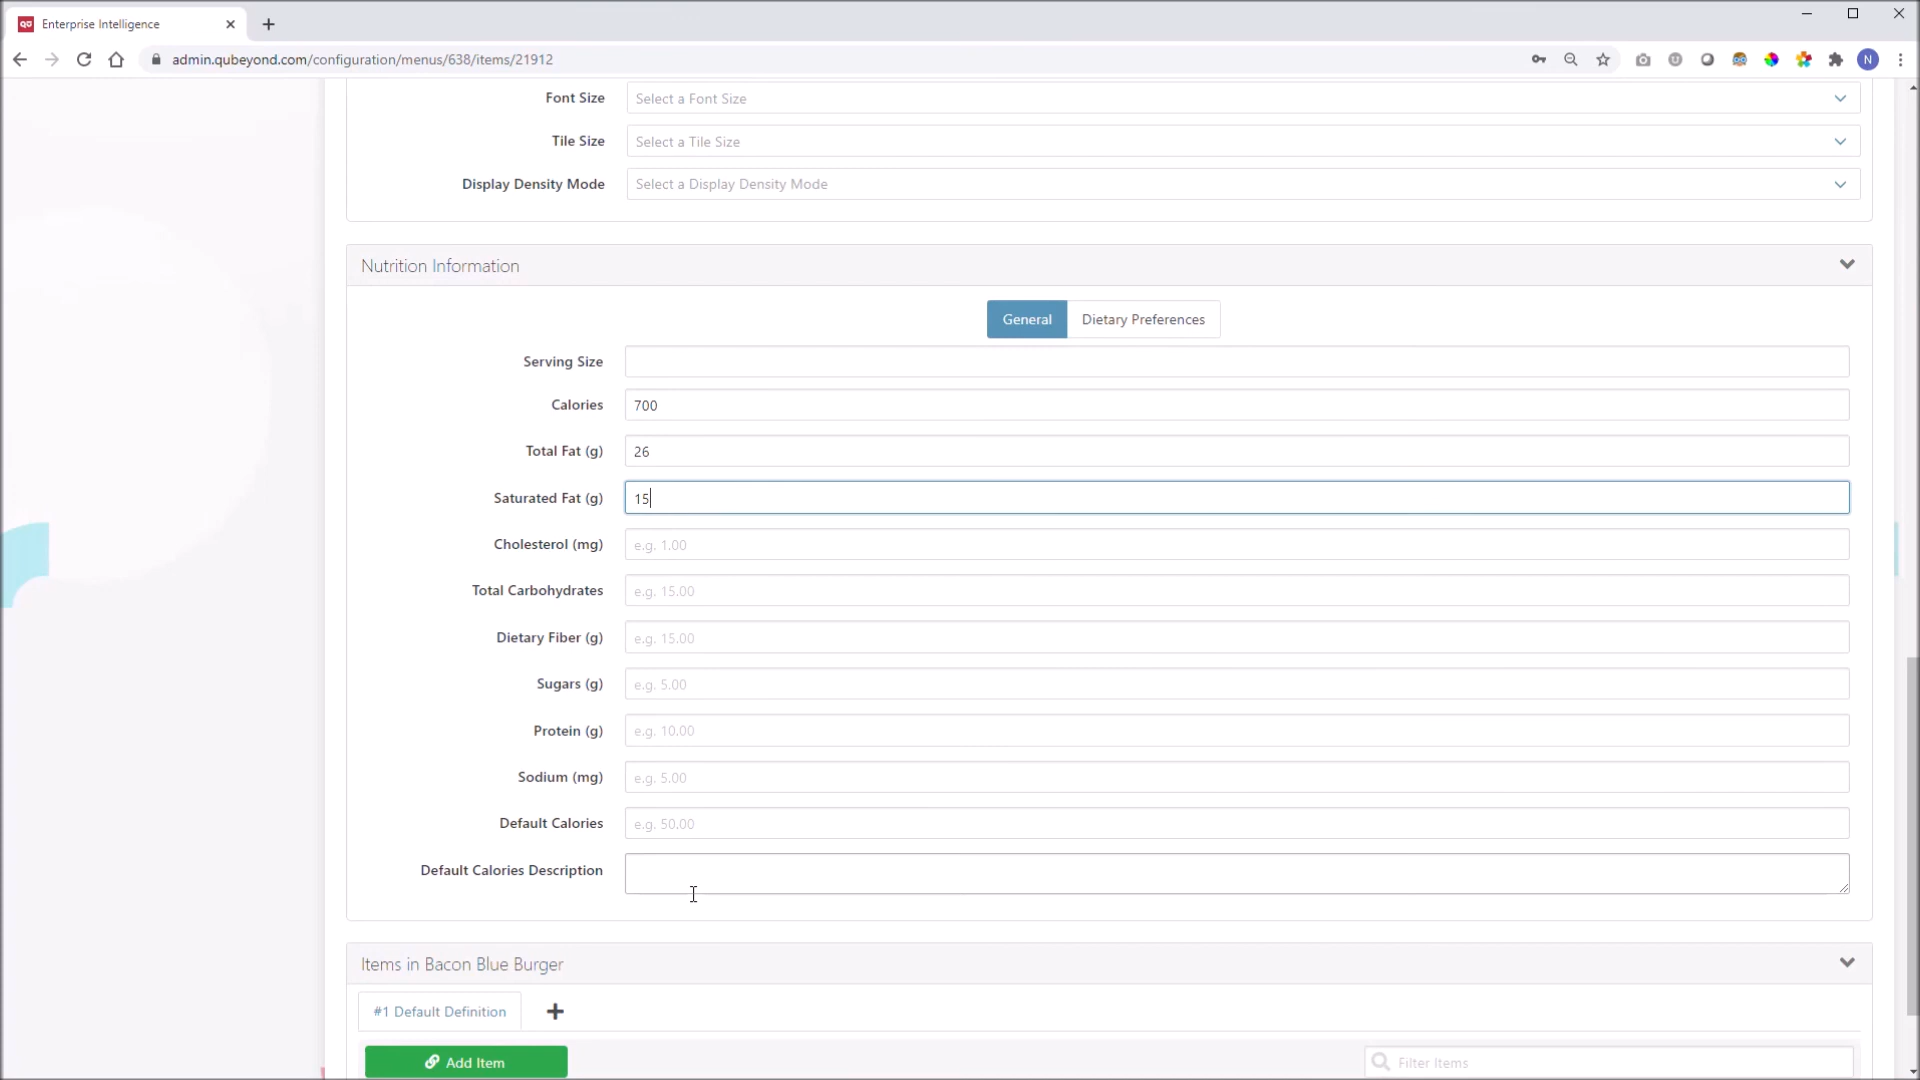 Enterprise Intelligence
admin.qubeyond.com/configuration/menus/638/items/21912
N
Font Size Select a Font Size
Tile Size Select a Tile Size
Display Density Mode Select a Display Density Mode
Nutrition Information
General Dietary Preferences
Serving Size
Calories 700
Total Fat (g) 26
Saturated Fat (g) 15
Cholesterol (mg) e.g. 1.00
Total Carbohydrates e.g. 15.00
Dietary Fiber (g) e.g. 15.00
Sugars (g) e.g. 5.00
Protein (g) e.g. 10.00
Sodium (mg) e.g. 5.00
Default Calories e.g. 50.00
Default Calories Description
Items in Bacon Blue Burger
#1 Default Definition
Add Item Filter Items